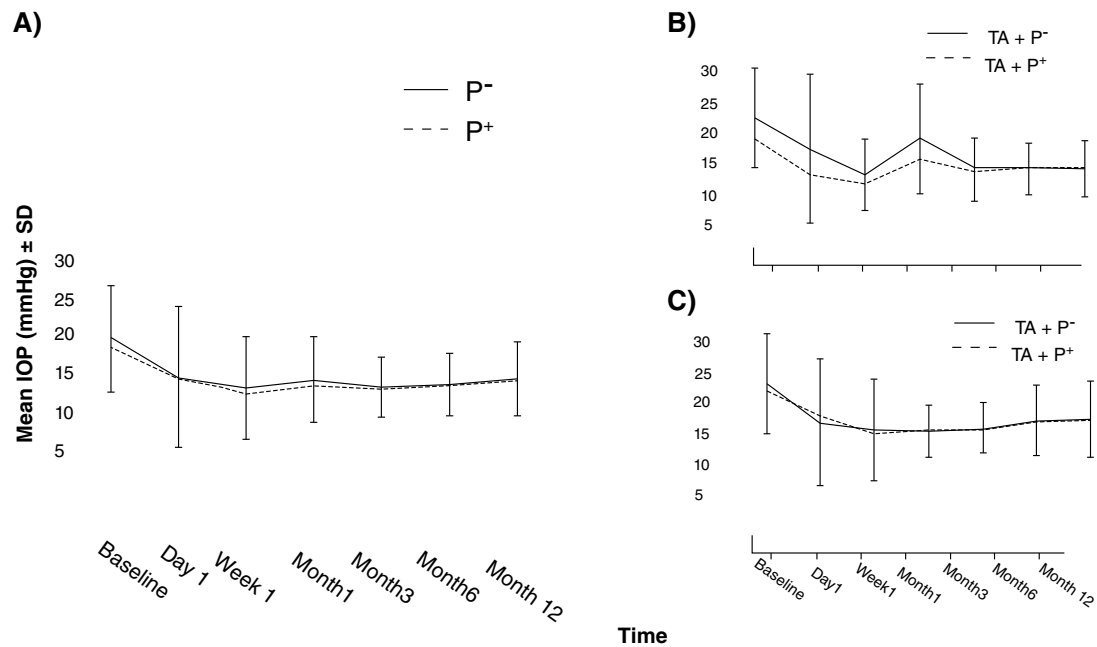 A)
P-
P+
Mean IOP (mmHg) ± SD
30
25
20
15
10
5
Baseline
Day 1
Week 1
Month1
Month3
Month6
Month 12
B)
TA + P-
TA + P+
30
25
20
15
10
5
C)
TA + P-
TA + P+
30
25
20
15
10
5
Baseline
Day1
Week1
Month1
Month3
Month6
Month 12
Time